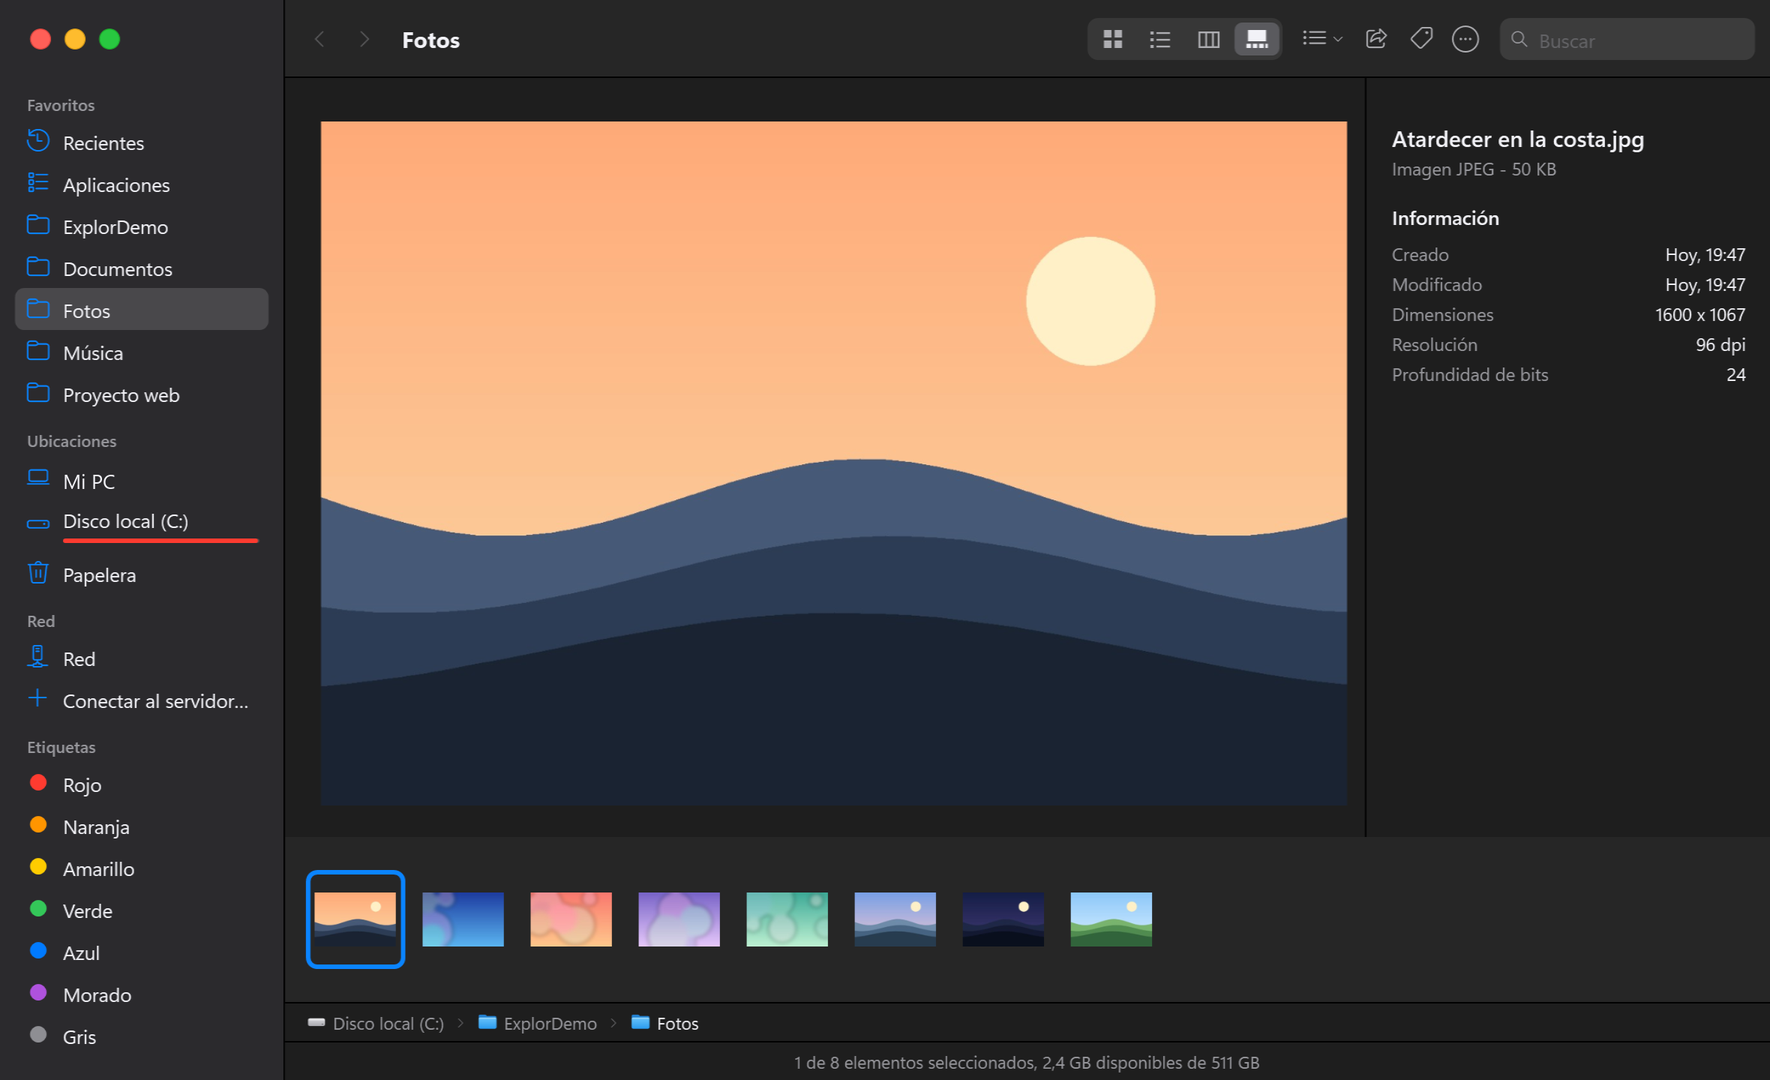 Fotos
Buscar
Favoritos
Recientes
Aplicaciones
ExplorDemo
Documentos
Fotos
Música
Proyecto web
Ubicaciones
Mi PC
Disco local (C:)
Papelera
Red
Red
Conectar al servidor...
Etiquetas
Rojo
Naranja
Amarillo
Verde
Azul
Morado
Gris
Atardecer en la costa.jpg
Imagen JPEG - 50 KB
Información
Creado Hoy, 19:47
Modificado Hoy, 19:47
Dimensiones 1600 x 1067
Resolución 96 dpi
Profundidad de bits 24
Disco local (C:) > ExplorDemo > Fotos
1 de 8 elementos seleccionados, 2,4 GB disponibles de 511 GB